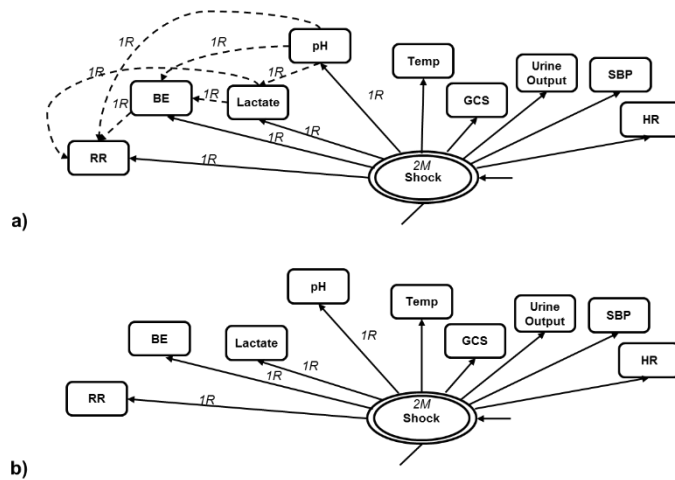 1R
pH
1R
1R
1R
1R
Temp
Urine
Output
SBP
BE
1R
Lactate
1R
GCS
HR
1R
1R
1R
RR
1R
2M
Shock
a)
pH
Temp
Urine
Output
SBP
BE
Lactate
1R
GCS
HR
1R
1R
RR
1R
2M
Shock
b)